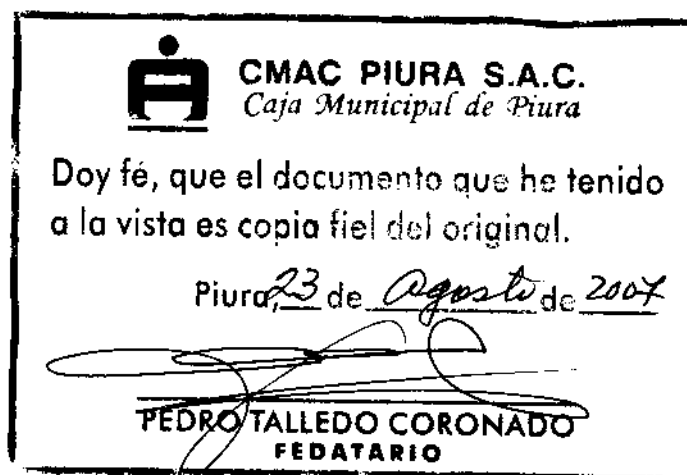 CMAC PIURA S.A.C.
Caja Municipal de Piura
Doy fé, que el documento que he tenido
a la vista es copia fiel del original.
Piura, 23 de Agosto de 2007
PEDRO TALLEDO CORONADO
FEDATARIO